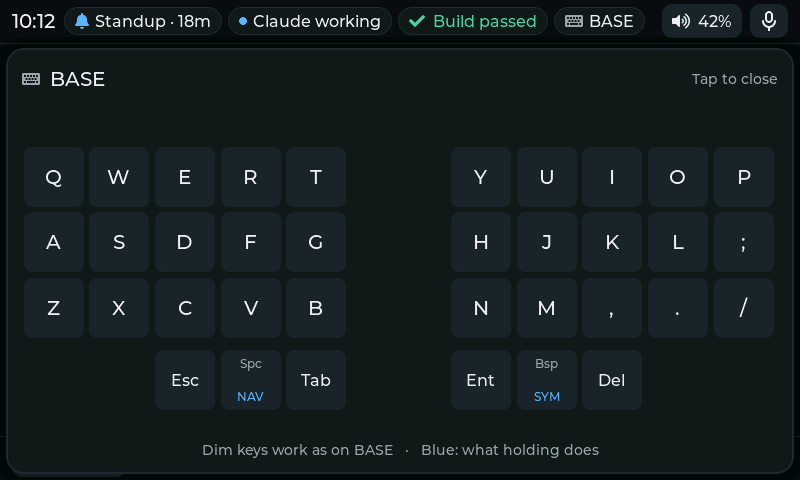 10:12 Standup · 18m Claude working Build passed BASE 42%
BASE Tap to close
Q W E R T Y U I O P
A S D F G H J K L ;
Z X C V B N M , . /
Spc Bsp
Esc Tab Ent Del
NAV SYM
Dim keys work as on BASE · Blue: what holding does